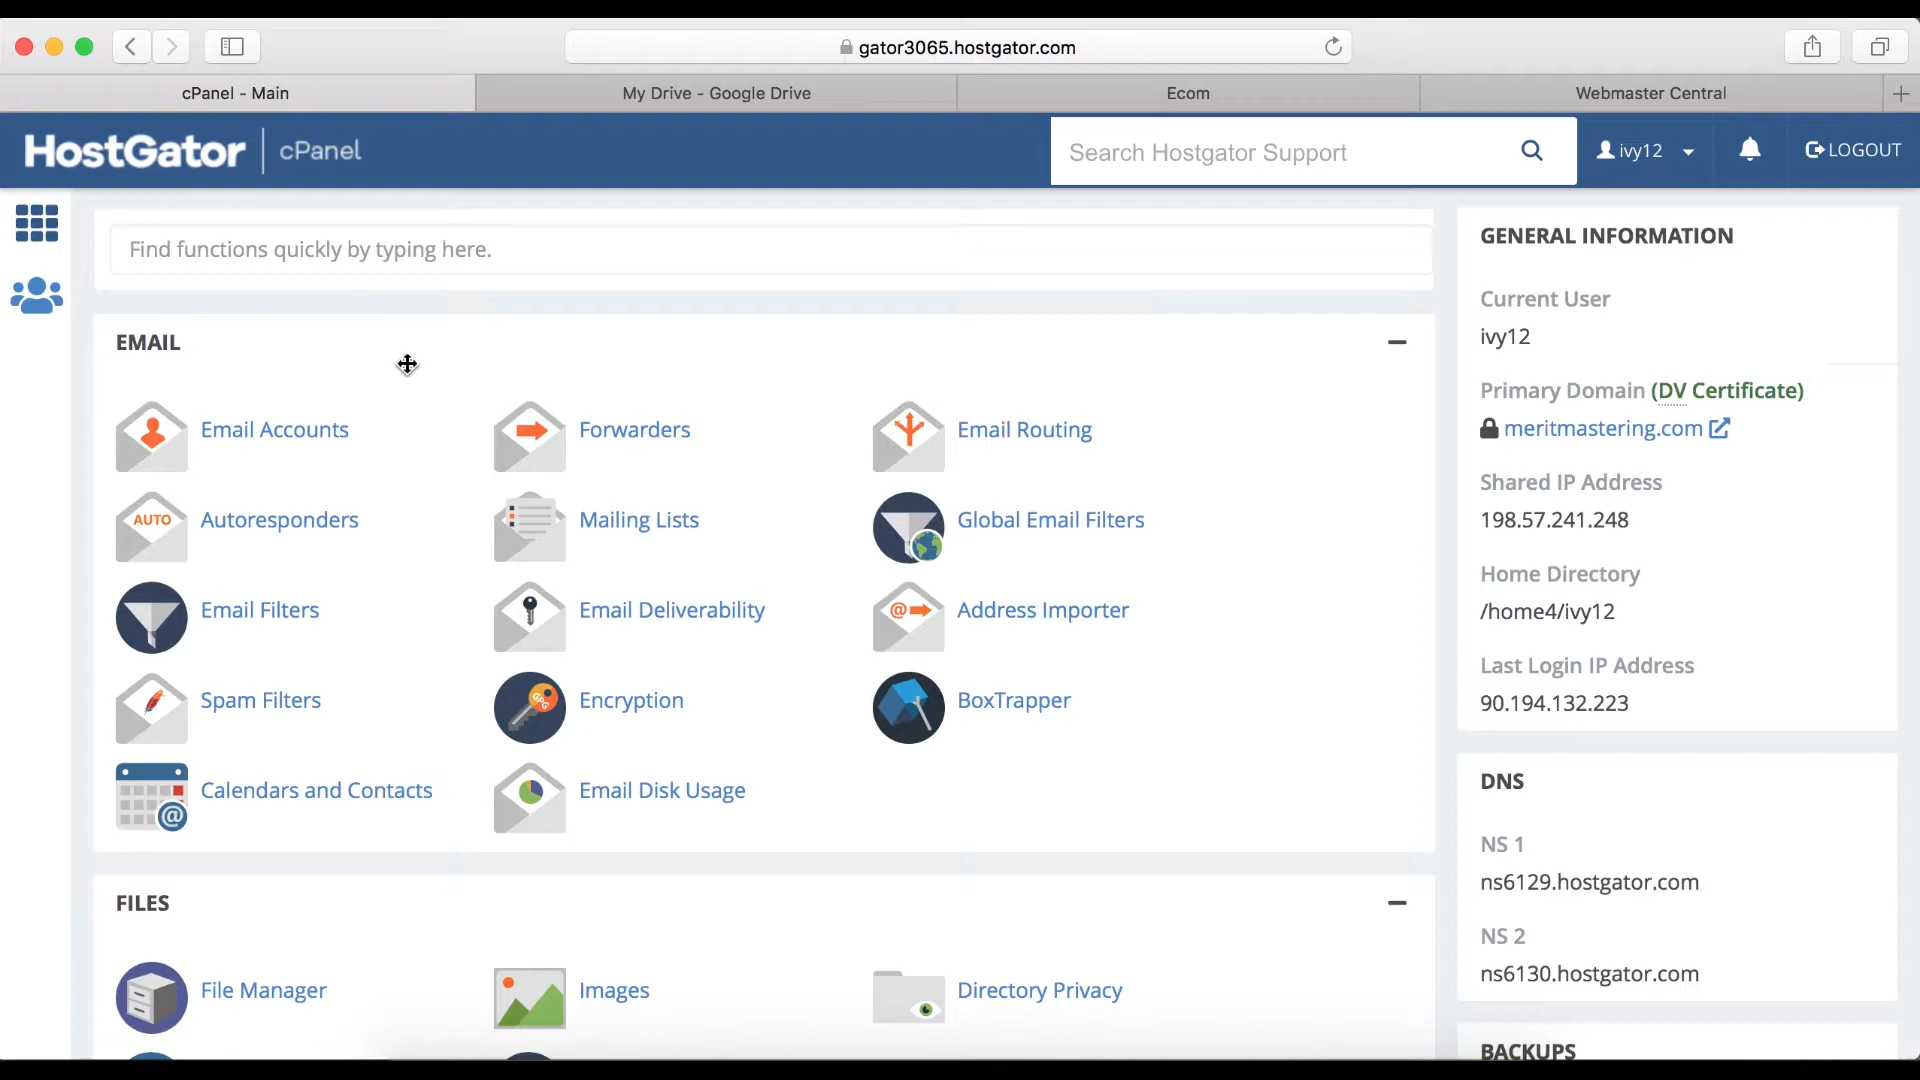 gator3065.hostgator.com
cPanel - Main
My Drive - Google Drive
Ecom
Webmaster Central
HostGator cPanel
Search Hostgator Support
ivy12
LOGOUT
Find functions quickly by typing here.
EMAIL
Email Accounts
Forwarders
Email Routing
AUTO
Autoresponders
Mailing Lists
Global Email Filters
Email Filters
Email Deliverability
@
Address Importer
Spam Filters
GPG
Encryption
BoxTrapper
@
Calendars and Contacts
Email Disk Usage
FILES
File Manager
Images
Directory Privacy
GENERAL INFORMATION
Current User
ivy12
Primary Domain (DV Certificate)
meritmastering.com
Shared IP Address
198.57.241.248
Home Directory
/home4/ivy12
Last Login IP Address
90.194.132.223
DNS
NS 1
ns6129.hostgator.com
NS 2
ns6130.hostgator.com
BACKUPS